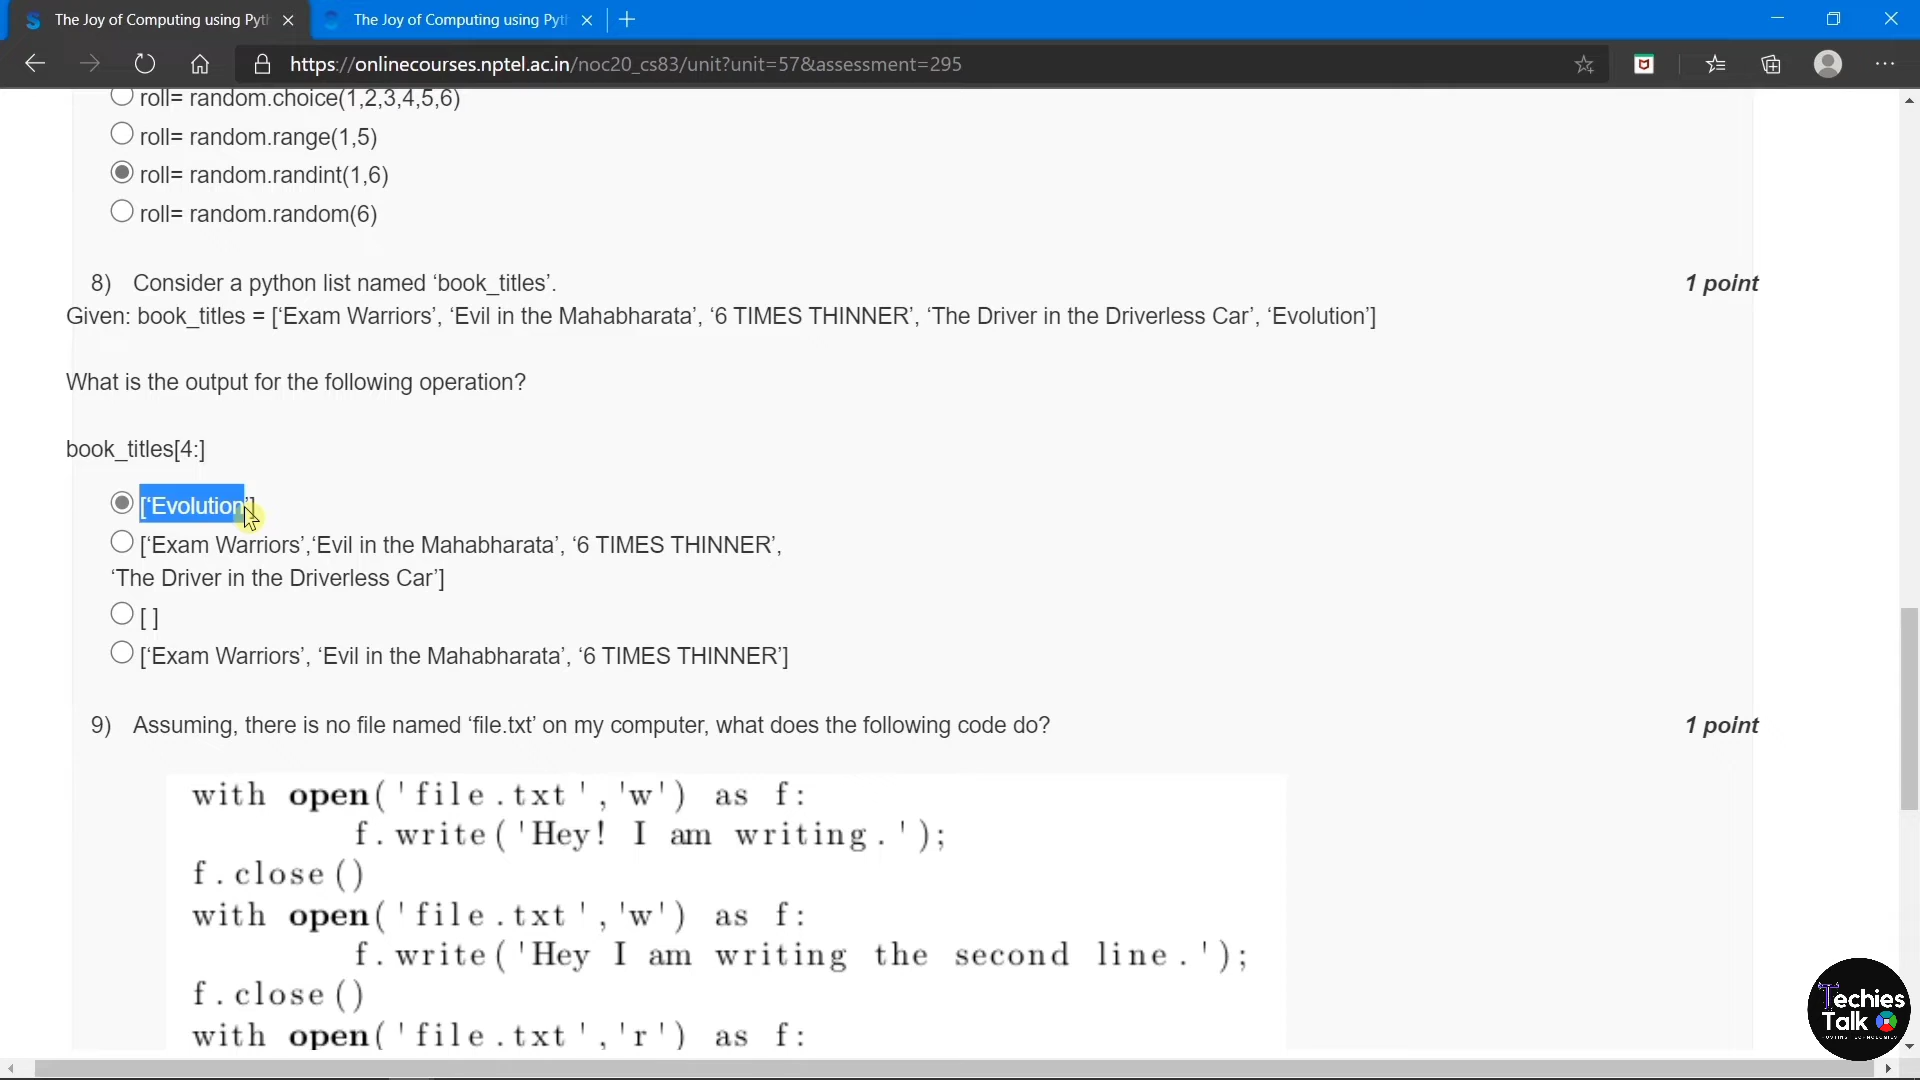 The Joy of Computing using Pyt
The Joy of Computing using Pyt
https://onlinecourses.nptel.ac.in/noc20_cs83/unit?unit=57&assessment=295
roll= random.choice(1,2,3,4,5,6)
roll= random.range(1,5)
roll= random.randint(1,6)
roll= random.random(6)
8) Consider a python list named ‘book_titles’. 1 point
Given: book_titles = [‘Exam Warriors’, ‘Evil in the Mahabharata’, ‘6 TIMES THINNER’, ‘The Driver in the Driverless Car’, ‘Evolution’]
What is the output for the following operation?
book_titles[4:]
[‘Evolution’]
[‘Exam Warriors’,‘Evil in the Mahabharata’, ‘6 TIMES THINNER’,
‘The Driver in the Driverless Car’]
[ ]
[‘Exam Warriors’, ‘Evil in the Mahabharata’, ‘6 TIMES THINNER’]
9) Assuming, there is no file named ‘file.txt’ on my computer, what does the following code do? 1 point
with open('file.txt','w') as f:
f.write('Hey! I am writing.');
f.close()
with open('file.txt','w') as f:
f.write('Hey I am writing the second line.');
f.close()
with open('file.txt','r') as f:
Techies
Talk